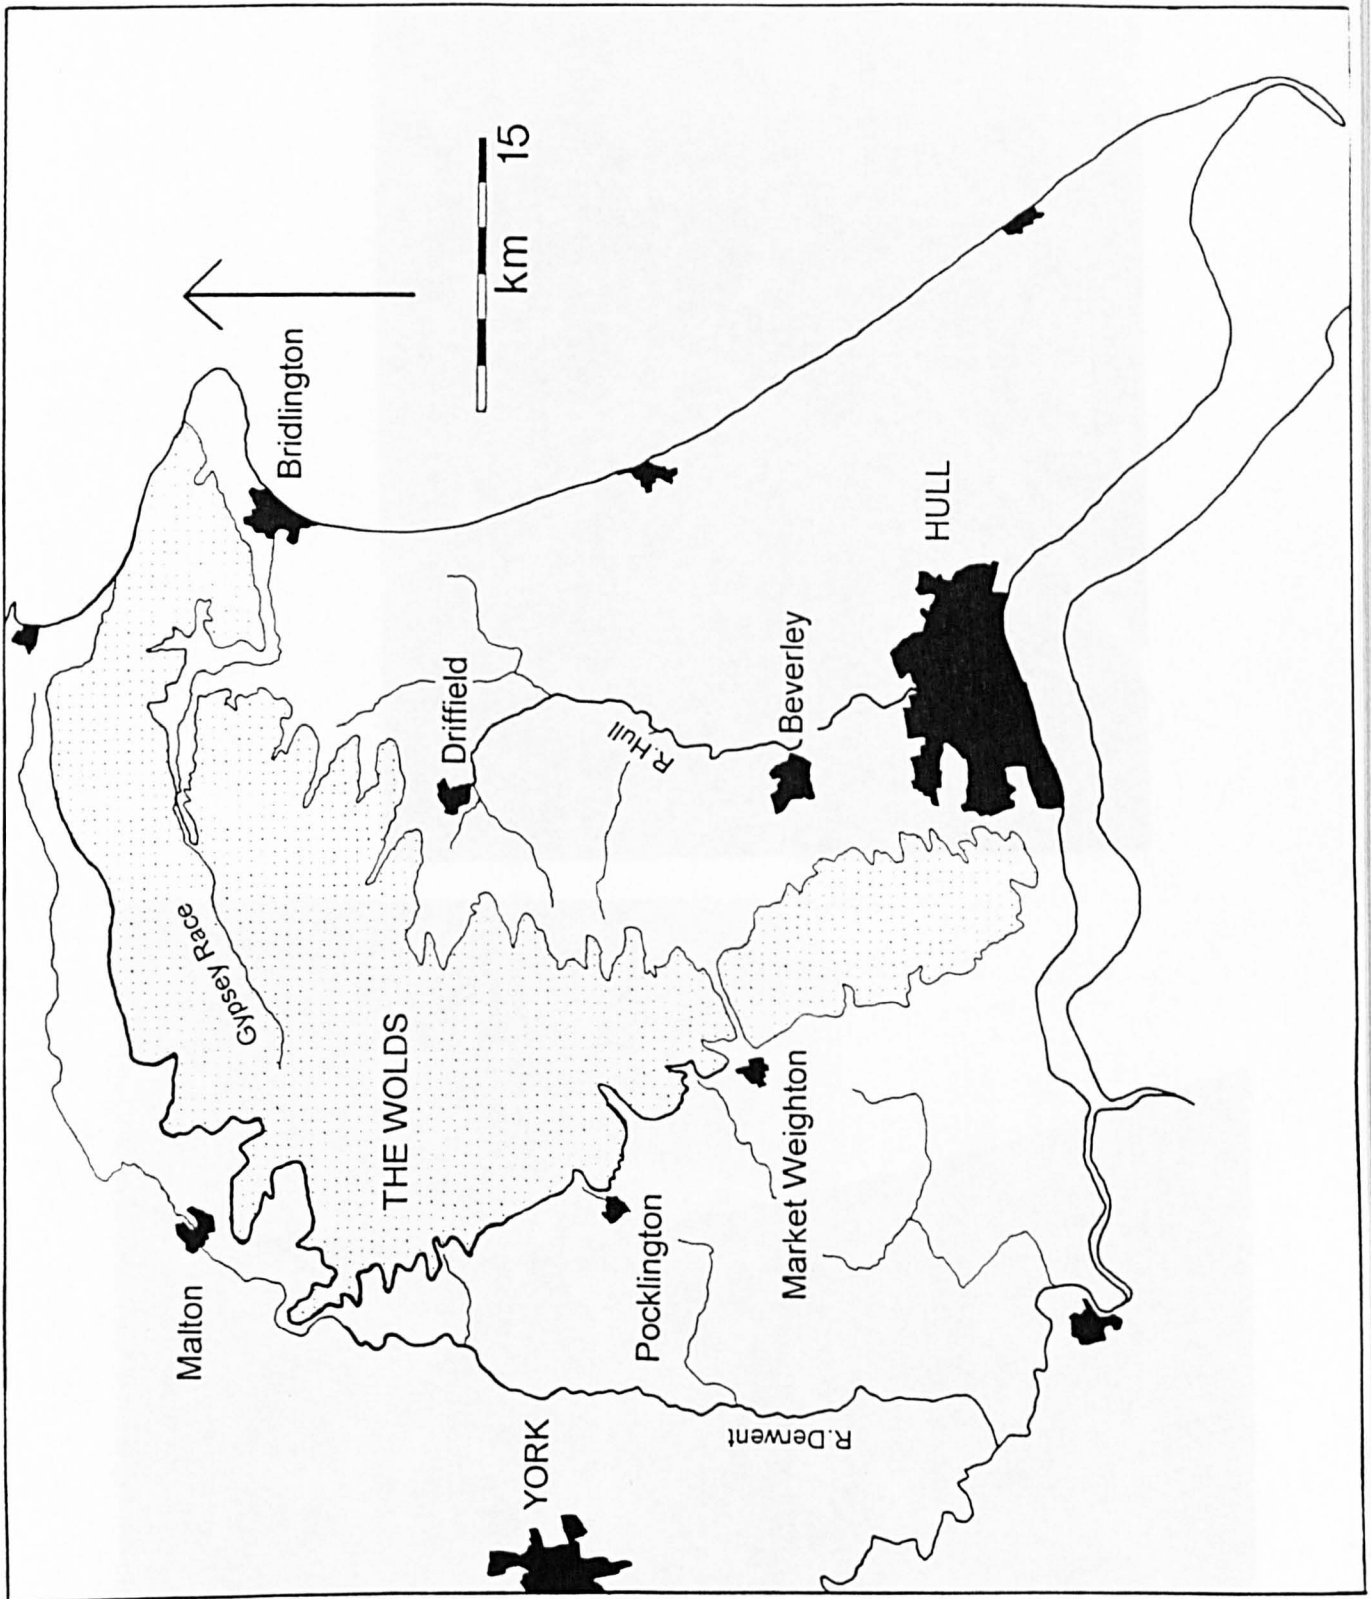 15
km
Bridlington
HULL
Beverley
Driffield
R.Hull
Gypsey Race
THE WOLDS
Market Weighton
Pocklington
Malton
R.Derwent
YORK